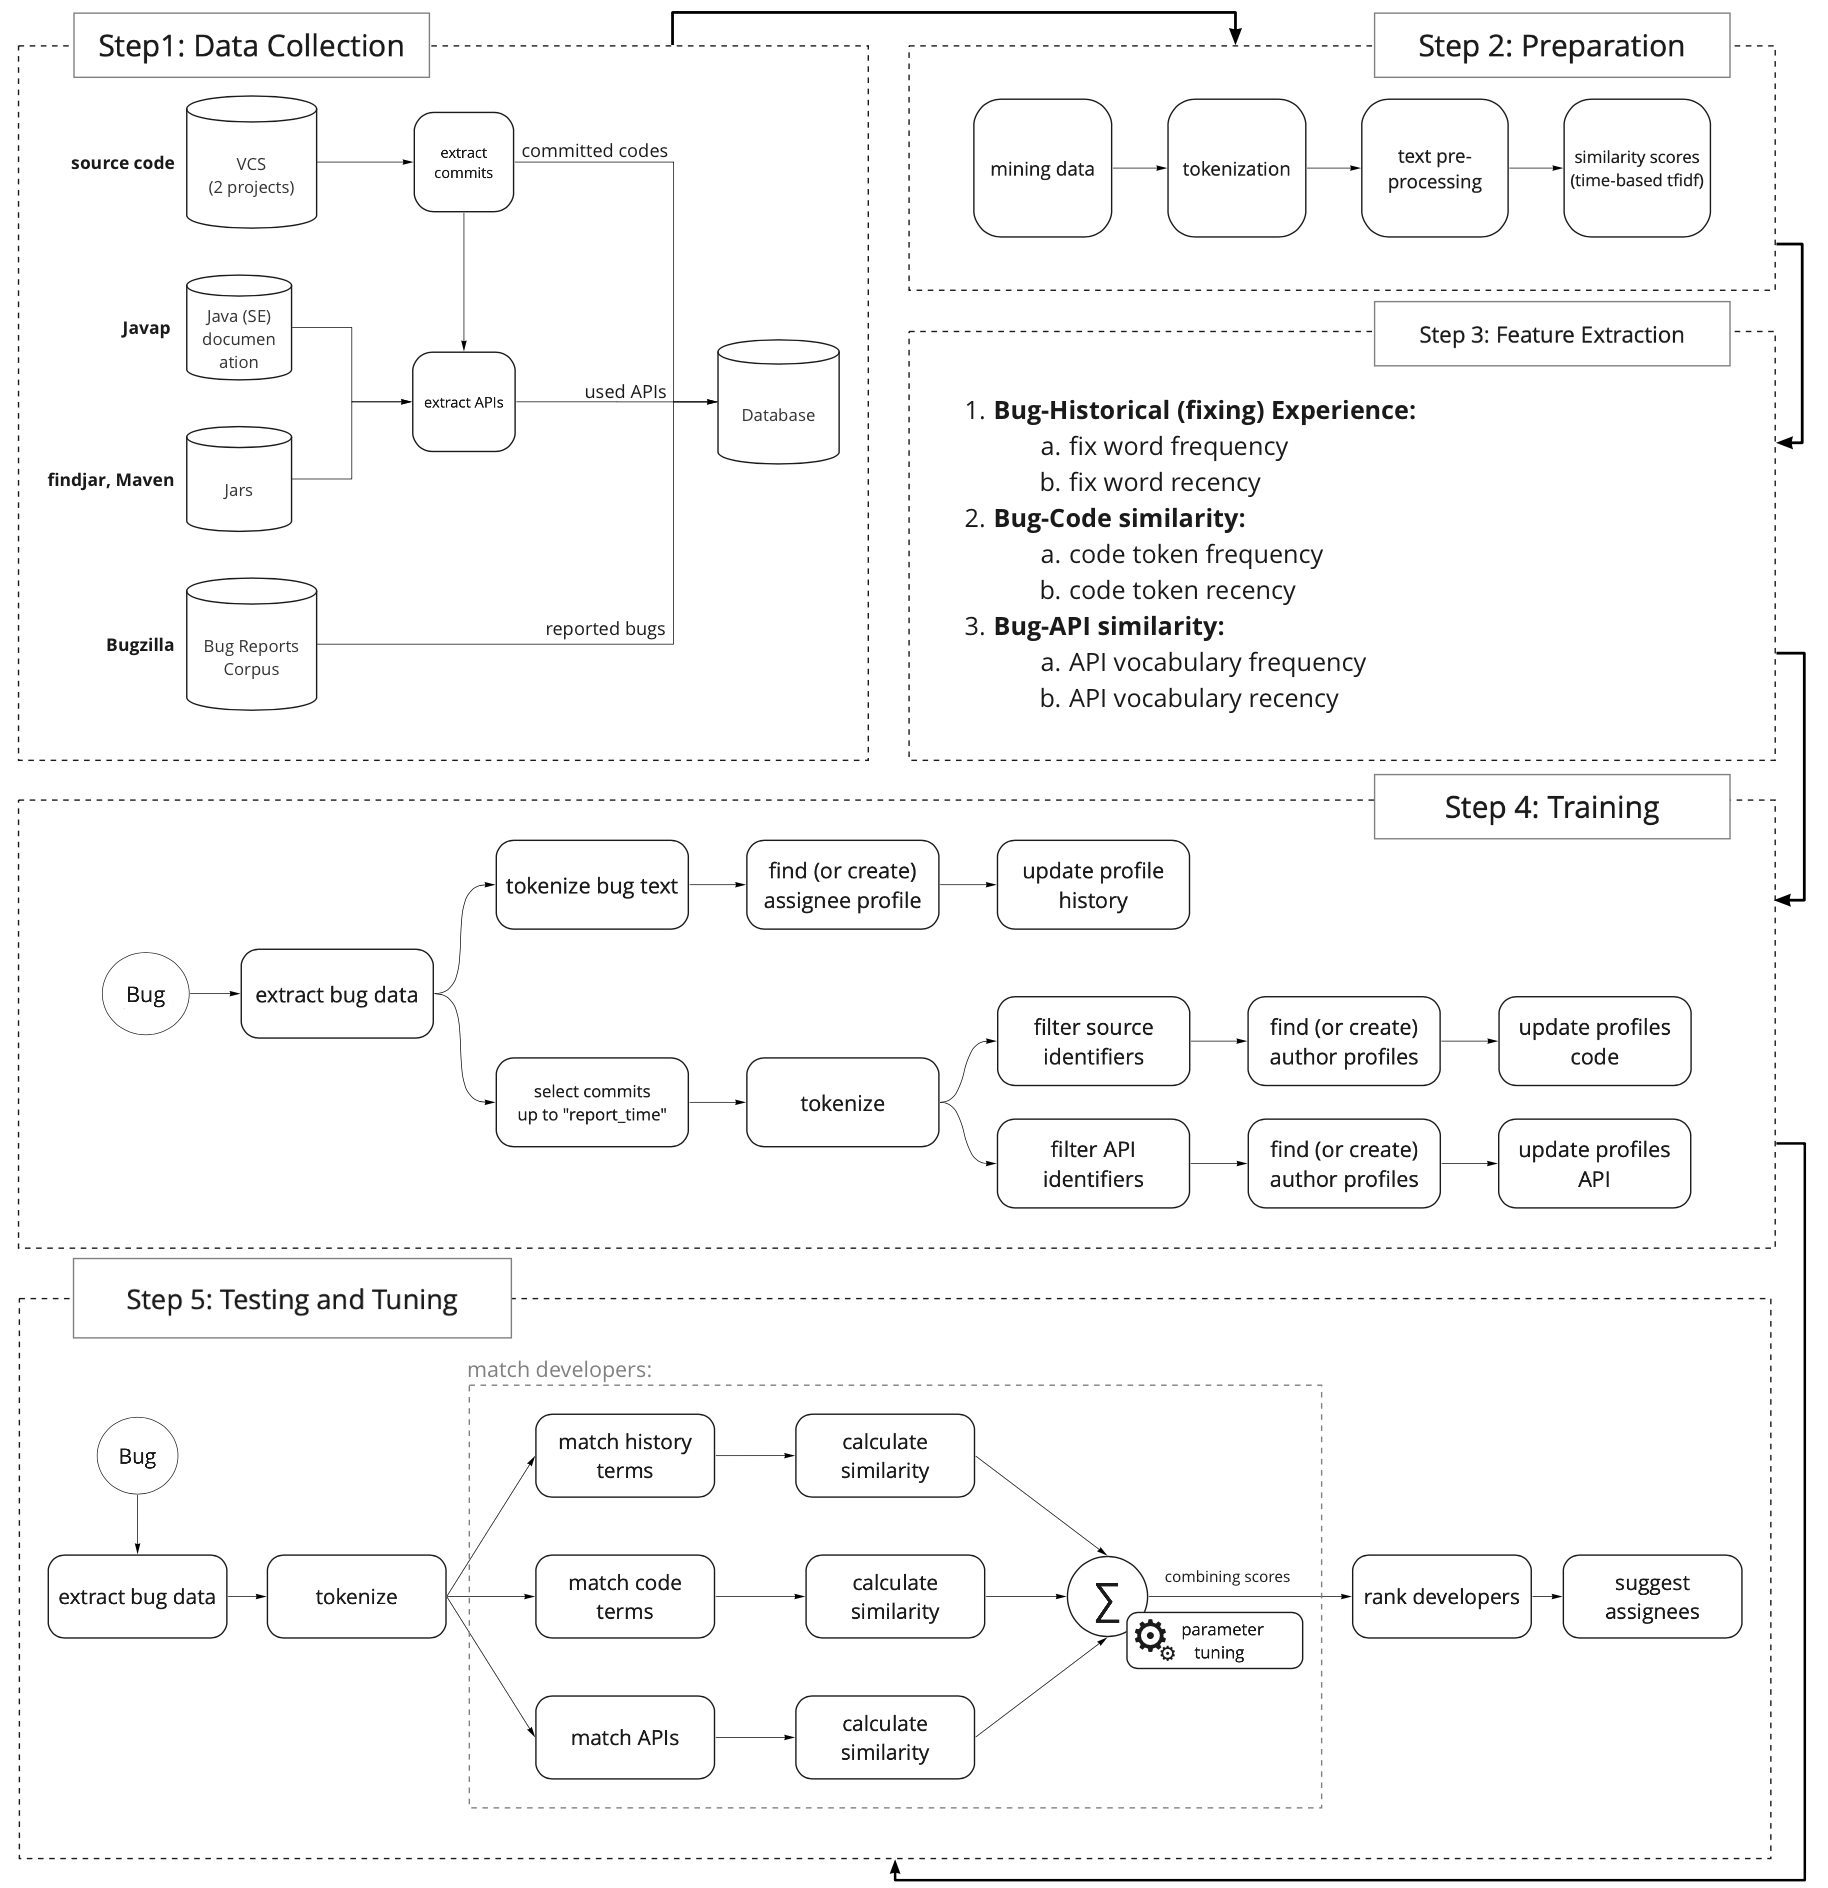 Step1: Data Collection
source code
VCS
(2 projects)
extract
commits
committed codes
Javap
Java (SE)
documen
ation
extract APIs
used APIs
Database
findjar, Maven
Jars
Bugzilla
Bug Reports
Corpus
reported bugs
Step 2: Preparation
mining data
tokenization
text pre-
processing
similarity scores
(time-based tfidf)
Step 3: Feature Extraction
1. Bug-Historical (fixing) Experience:
a. fix word frequency
b. fix word recency
2. Bug-Code similarity:
a. code token frequency
b. code token recency
3. Bug-API similarity:
a. API vocabulary frequency
b. API vocabulary recency
Step 4: Training
Bug
extract bug data
tokenize bug text
find (or create)
assignee profile
update profile
history
select commits
up to "report_time"
tokenize
filter source
identifiers
find (or create)
author profiles
update profiles
code
filter API
identifiers
find (or create)
author profiles
update profiles
API
Step 5: Testing and Tuning
match developers:
Bug
extract bug data
tokenize
match history
terms
calculate
similarity
match code
terms
calculate
similarity
match APIs
calculate
similarity
∑
combining scores
parameter
tuning
rank developers
suggest
assignees